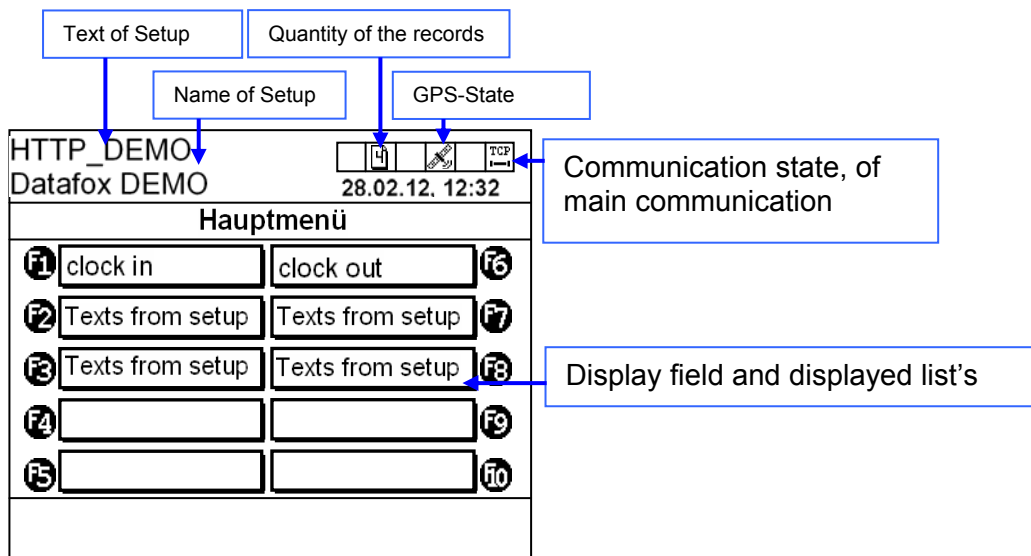 Text of Setup
Quantity of the records
Name of Setup
GPS-State
HTTP_DEMO
4
TCP
Datafox DEMO
28.02.12, 12:32
Communication state, of
main communication
Hauptmenü
F1 clock in clock out F6
F2 Texts from setup Texts from setup F7
F3 Texts from setup Texts from setup F8
Display field and displayed list's
F4 F9
F5 F10